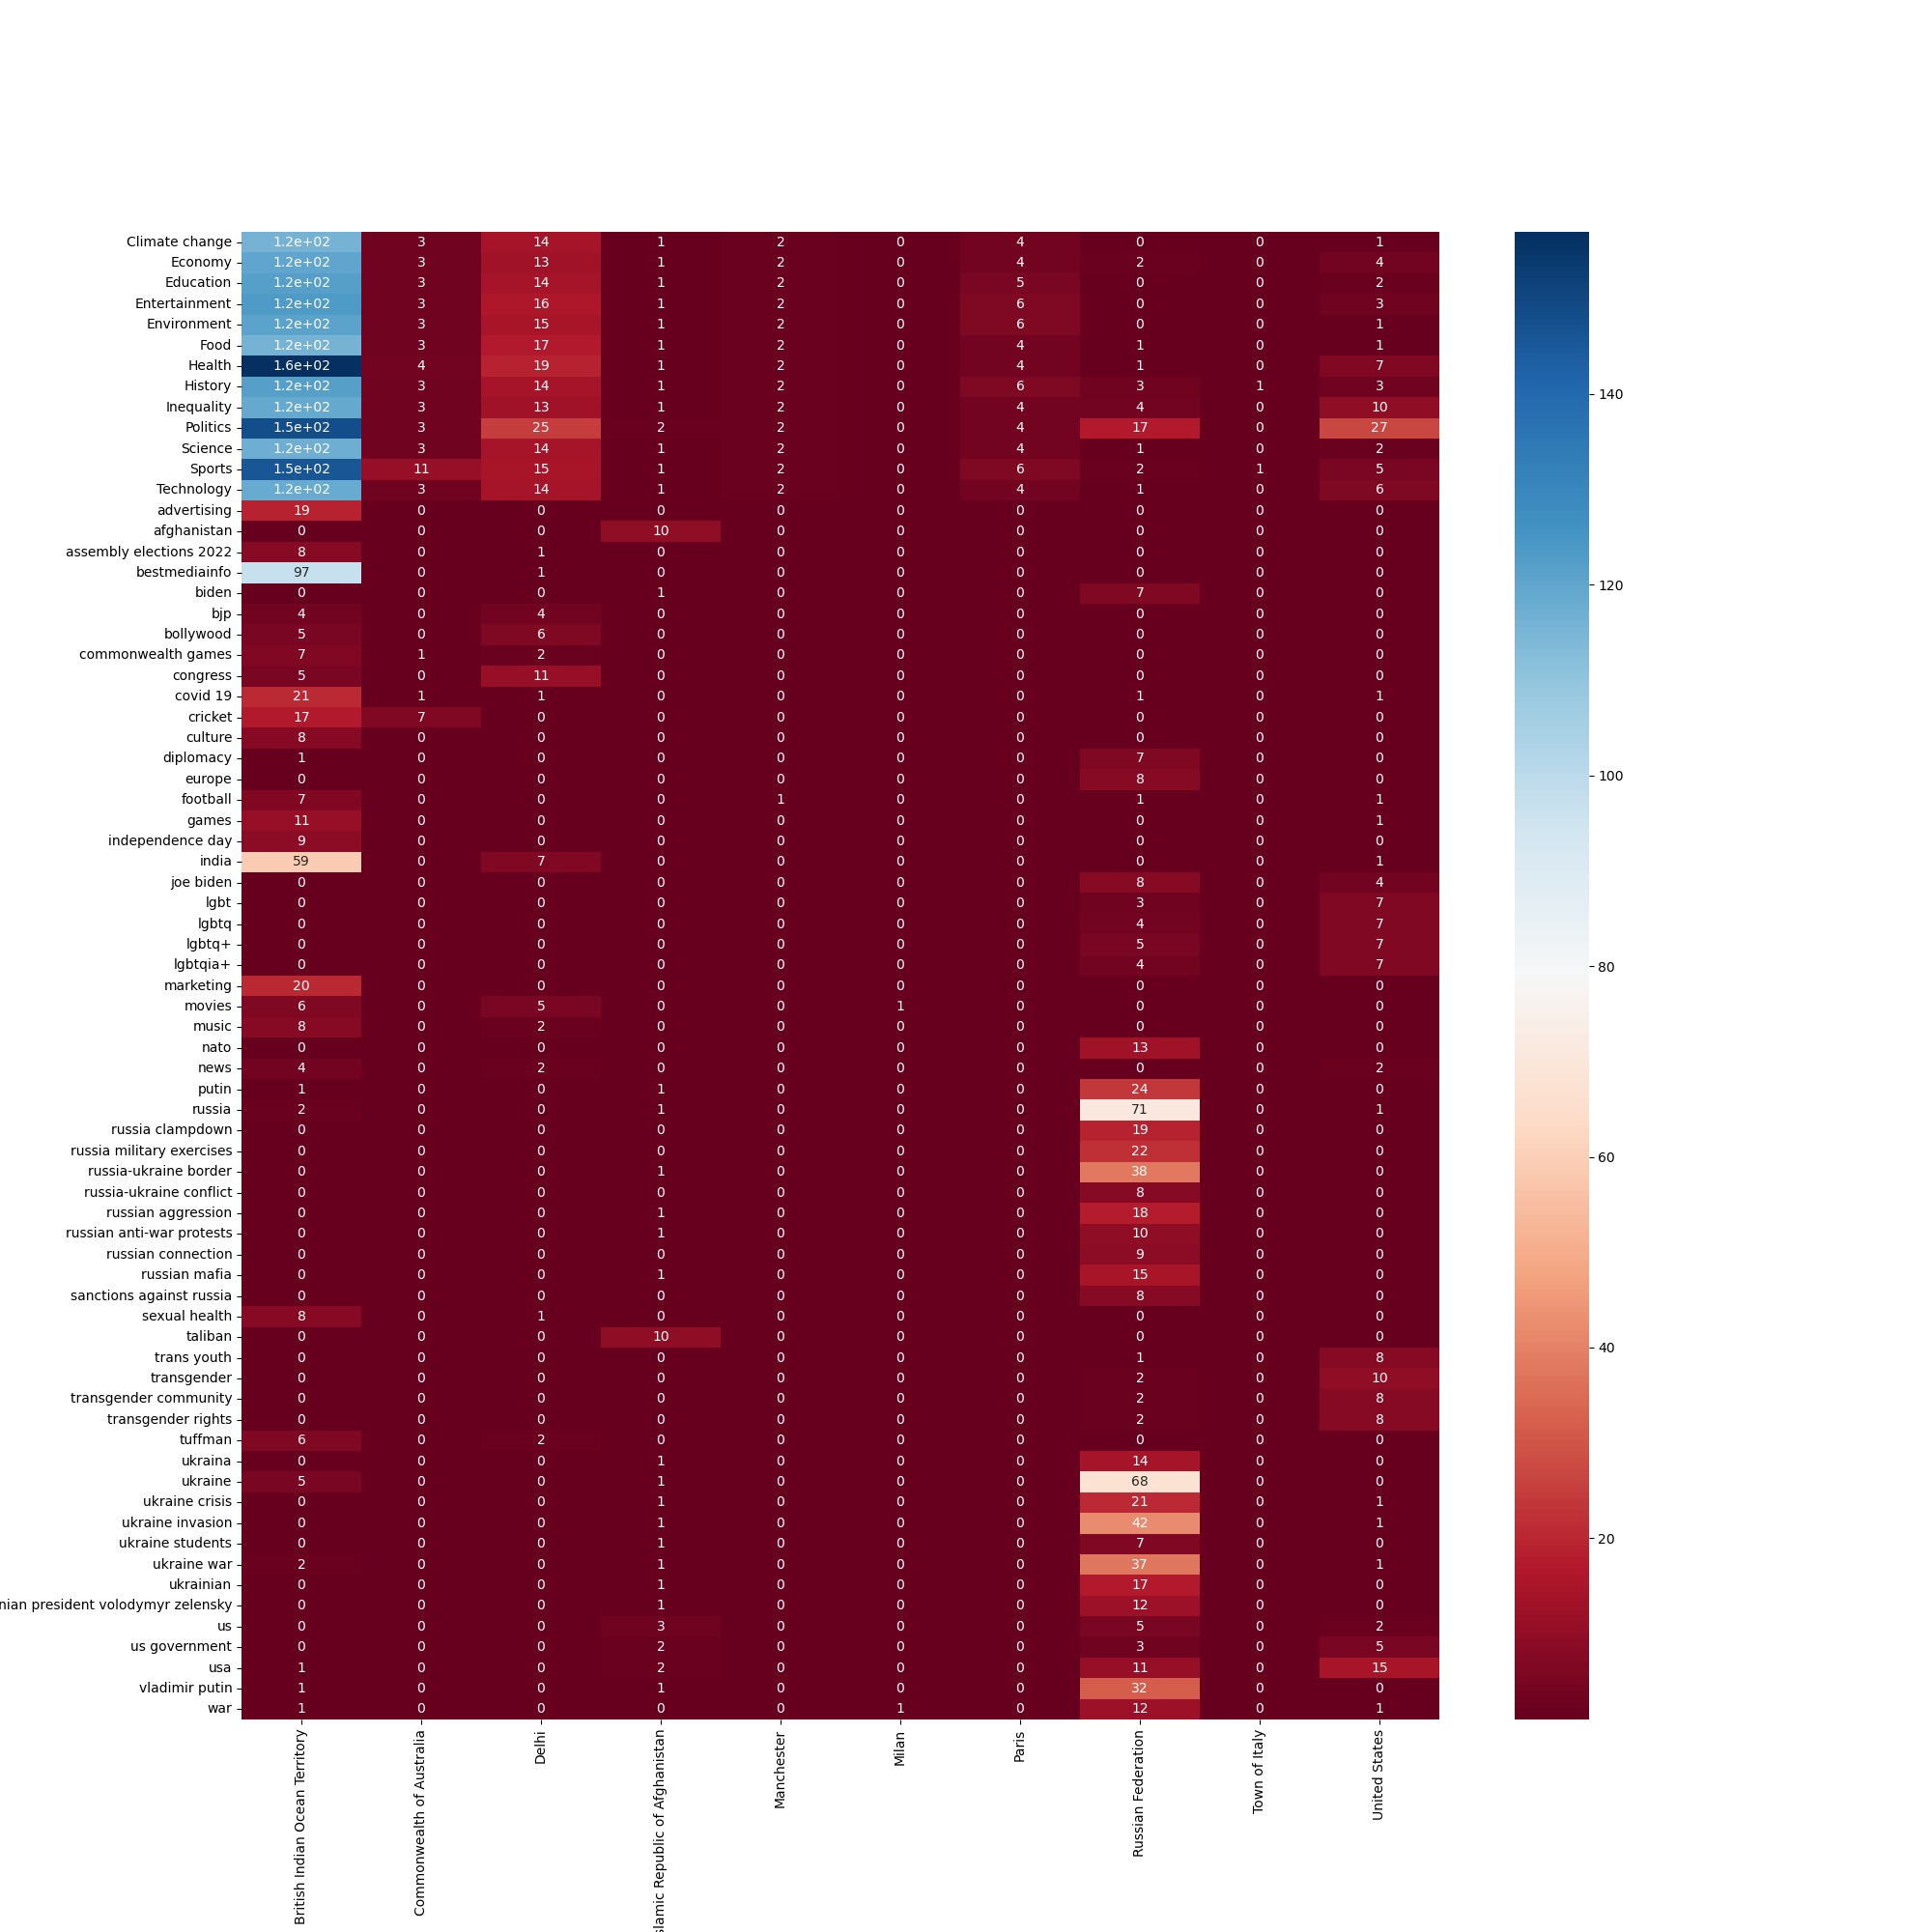 Climate change 1.2e+02 3 14 1 2 0 4 0 0 1
Economy 1.2e+02 3 13 1 2 0 4 2 0 4
Education 1.2e+02 3 14 1 2 0 5 0 0 2
Entertainment 1.2e+02 3 16 1 2 0 6 0 0 3
Environment 1.2e+02 3 15 1 2 0 6 0 0 1
Food 1.2e+02 3 17 1 2 0 4 1 0 1
Health 1.6e+02 4 19 1 2 0 4 1 0 7
History 1.2e+02 3 14 1 2 0 6 3 1 3 140
Inequality 1.2e+02 3 13 1 2 0 4 4 0 10
Politics 1.5e+02 3 25 2 2 0 4 17 0 27
Science 1.2e+02 3 14 1 2 0 4 1 0 2
Sports 1.5e+02 11 15 1 2 0 6 2 1 5
Technology 1.2e+02 3 14 1 2 0 4 1 0 6
advertising 19 0 0 0 0 0 0 0 0 0
afghanistan 0 0 0 10 0 0 0 0 0 0
assembly elections 2022 8 0 1 0 0 0 0 0 0 0
bestmediainfo 97 0 1 0 0 0 0 0 0 0
biden 0 0 0 1 0 0 0 7 0 0 120
bjp 4 0 4 0 0 0 0 0 0 0
bollywood 5 0 6 0 0 0 0 0 0 0
commonwealth games 7 1 2 0 0 0 0 0 0 0
congress 5 0 11 0 0 0 0 0 0 0
covid 19 21 1 1 0 0 0 0 1 0 1
cricket 17 7 0 0 0 0 0 0 0 0
culture 8 0 0 0 0 0 0 0 0 0
diplomacy 1 0 0 0 0 0 0 7 0 0
europe 0 0 0 0 0 0 0 8 0 0 100
football 7 0 0 0 1 0 0 1 0 1
games 11 0 0 0 0 0 0 0 0 1
independence day 9 0 0 0 0 0 0 0 0 0
india 59 0 7 0 0 0 0 0 0 1
joe biden 0 0 0 0 0 0 0 8 0 4
lgbt 0 0 0 0 0 0 0 3 0 7
lgbtq 0 0 0 0 0 0 0 4 0 7
lgbtq+ 0 0 0 0 0 0 0 5 0 7
lgbtqia+ 0 0 0 0 0 0 0 4 0 7 80
marketing 20 0 0 0 0 0 0 0 0 0
movies 6 0 5 0 0 1 0 0 0 0
music 8 0 2 0 0 0 0 0 0 0
nato 0 0 0 0 0 0 0 13 0 0
news 4 0 2 0 0 0 0 0 0 2
putin 1 0 0 1 0 0 0 24 0 0
russia 2 0 0 1 0 0 0 71 0 1
russia clampdown 0 0 0 0 0 0 0 19 0 0
russia military exercises 0 0 0 0 0 0 0 22 0 0 60
russia-ukraine border 0 0 0 1 0 0 0 38 0 0
russia-ukraine conflict 0 0 0 0 0 0 0 8 0 0
russian aggression 0 0 0 1 0 0 0 18 0 0
russian anti-war protests 0 0 0 1 0 0 0 10 0 0
russian connection 0 0 0 0 0 0 0 9 0 0
russian mafia 0 0 0 1 0 0 0 15 0 0
sanctions against russia 0 0 0 0 0 0 0 8 0 0
sexual health 8 0 1 0 0 0 0 0 0 0
taliban 0 0 0 10 0 0 0 0 0 0
trans youth 0 0 0 0 0 0 0 1 0 8 40
transgender 0 0 0 0 0 0 0 2 0 10
transgender community 0 0 0 0 0 0 0 2 0 8
transgender rights 0 0 0 0 0 0 0 2 0 8
tuffman 6 0 2 0 0 0 0 0 0 0
ukraina 0 0 0 1 0 0 0 14 0 0
ukraine 5 0 0 1 0 0 0 68 0 0
ukraine crisis 0 0 0 1 0 0 0 21 0 1
ukraine invasion 0 0 0 1 0 0 0 42 0 1 20
ukraine students 0 0 0 1 0 0 0 7 0 0
ukraine war 2 0 0 1 0 0 0 37 0 1
ukrainian 0 0 0 1 0 0 0 17 0 0
nian president volodymyr zelensky 0 0 0 1 0 0 0 12 0 0
us 0 0 0 3 0 0 0 5 0 2
us government 0 0 0 2 0 0 0 3 0 5
usa 1 0 0 2 0 0 0 11 0 15
vladimir putin 1 0 0 1 0 0 0 32 0 0
war 1 0 0 0 0 1 0 12 0 1
British Indian Ocean Territory
Commonwealth of Australia
Delhi
slamic Republic of Afghanistan
Manchester
Milan
Paris
Russian Federation
Town of Italy
United States